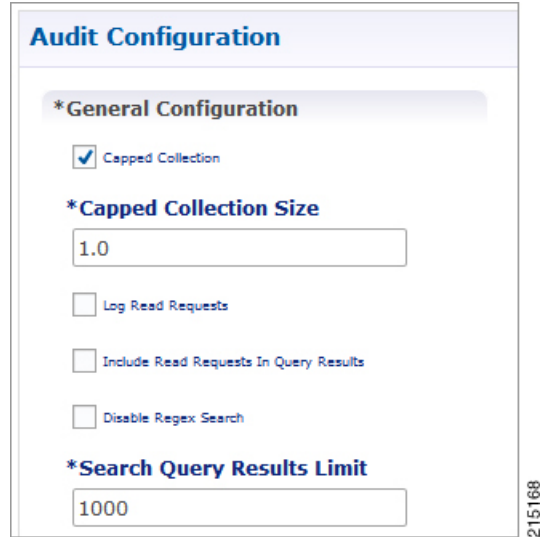 Audit Configuration
*General Configuration
Capped Collection
*Capped Collection Size
1.0
Log Read Requests
Include Read Requests In Query Results
Disable Regex Search
*Search Query Results Limit
1000
215168